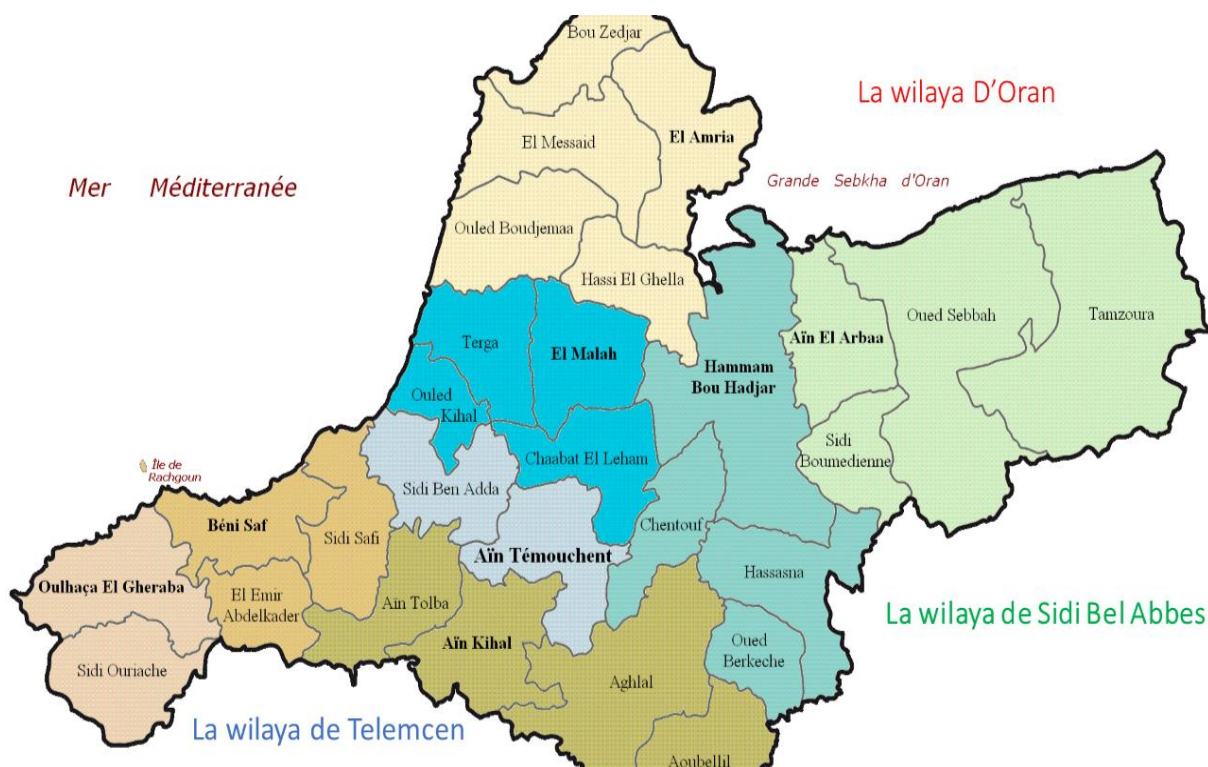 Bou Zedjar
La wilaya D'Oran
El Messaid
El Amria
Mer Méditerranée
Grande Sebkha d'Oran
Ouled Boudjemaa
Hassi El Ghella
Terga
El Malah
Aïn El Arbaa
Oued Sebbah
Tamzoura
Hammam
Bou Hadjar
Ouled
Kihal
Sidi
Boumedienne
Chaabat El Leham
Île de
Rachgoun
Sidi Ben Adda
Béni Saf
Sidi Safi
Chentouf
Aïn Témouchent
Hassasna
Oulhaça El Gheraba
El Emir
Abdelkader
Aïn Tolba
La wilaya de Sidi Bel Abbes
Aïn Kihal
Oued
Berkeche
Sidi Ouriache
Aghlal
La wilaya de Telemcen
Aoubellil